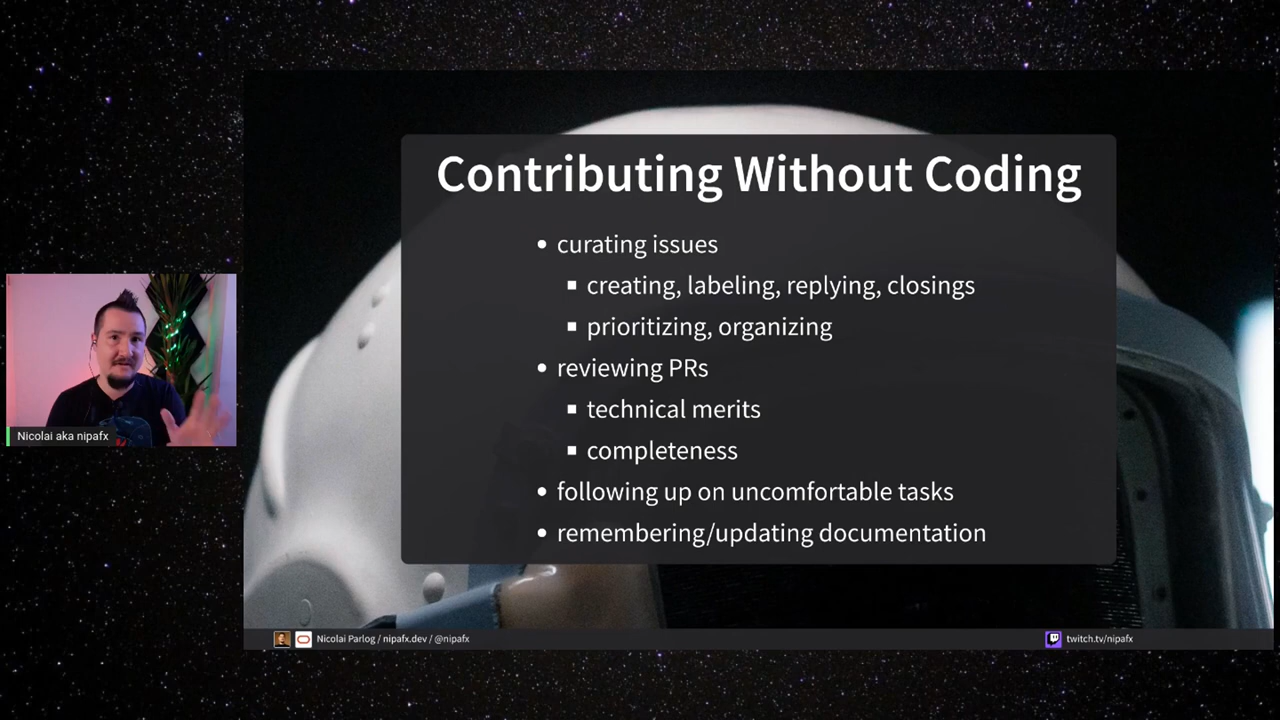 Contributing Without Coding
curating issues
creating, labeling, replying, closings
prioritizing, organizing
reviewing PRs
technical merits
completeness
following up on uncomfortable tasks
remembering/updating documentation
Nicolai aka nipafx
Nicolai Parlog / nipafx.dev / @nipafx
twitch.tv/nipafx